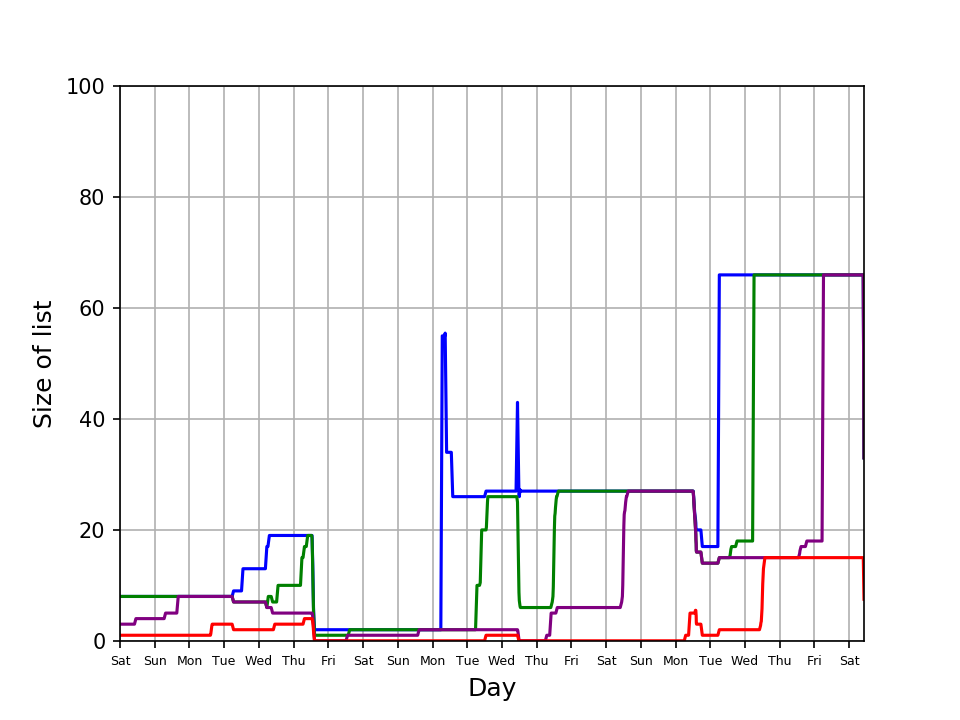 100
80
60
40
20
0
Size of list
Sat Sun Mon Tue Wed Thu Fri Sat Sun Mon Tue Wed Thu Fri Sat Sun Mon Tue Wed Thu Fri Sat
Day